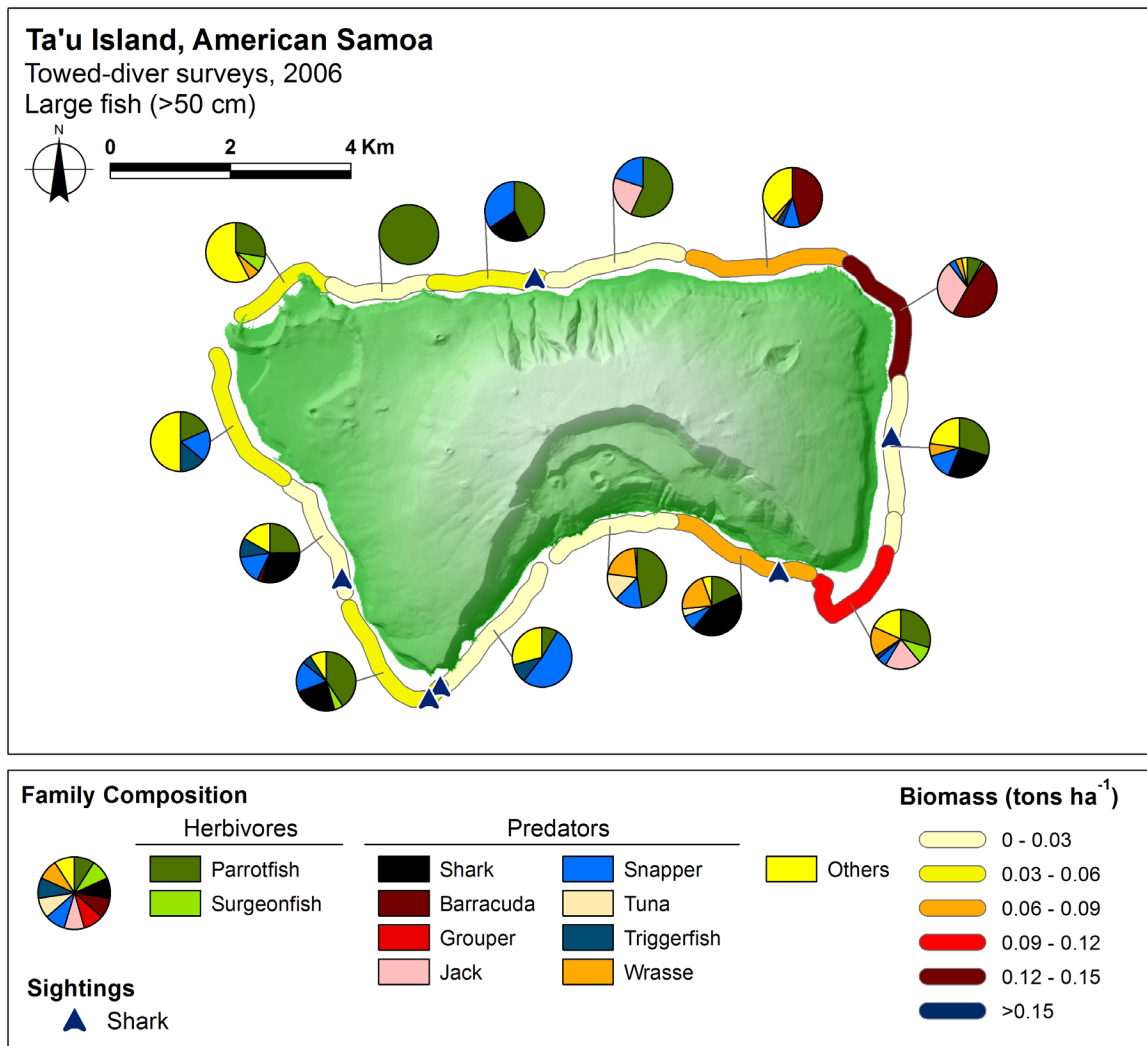 Ta'u Island, American Samoa
Towed-diver surveys, 2006
Large fish (>50 cm)
N
0 2 4 Km
Family Composition
Herbivores
Predators
Parrotfish
Surgeonfish
Shark
Barracuda
Grouper
Jack
Snapper
Tuna
Triggerfish
Wrasse
Others
Sightings
Shark
Biomass (tons ha⁻¹)
0 - 0.03
0.03 - 0.06
0.06 - 0.09
0.09 - 0.12
0.12 - 0.15
>0.15